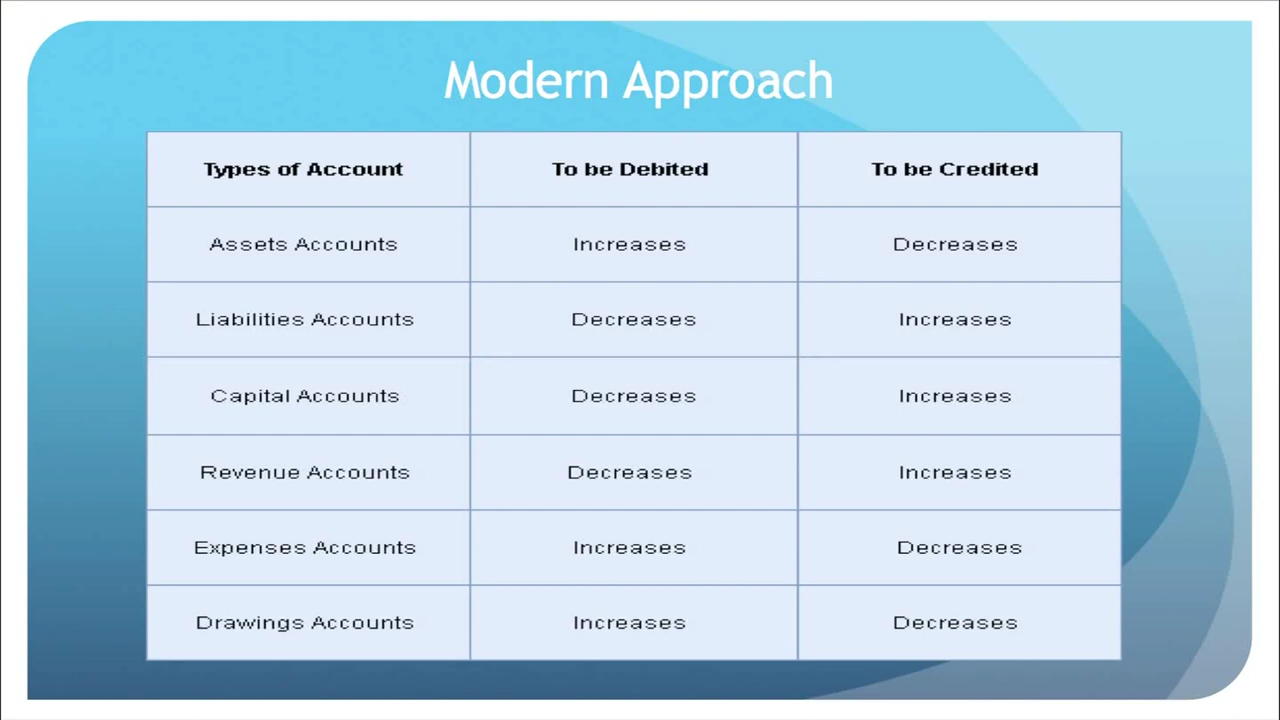 Modern Approach
Types of Account To be Debited To be Credited
Assets Accounts Increases Decreases
Liabilities Accounts Decreases Increases
Capital Accounts Decreases Increases
Revenue Accounts Decreases Increases
Expenses Accounts Increases Decreases
Drawings Accounts Increases Decreases